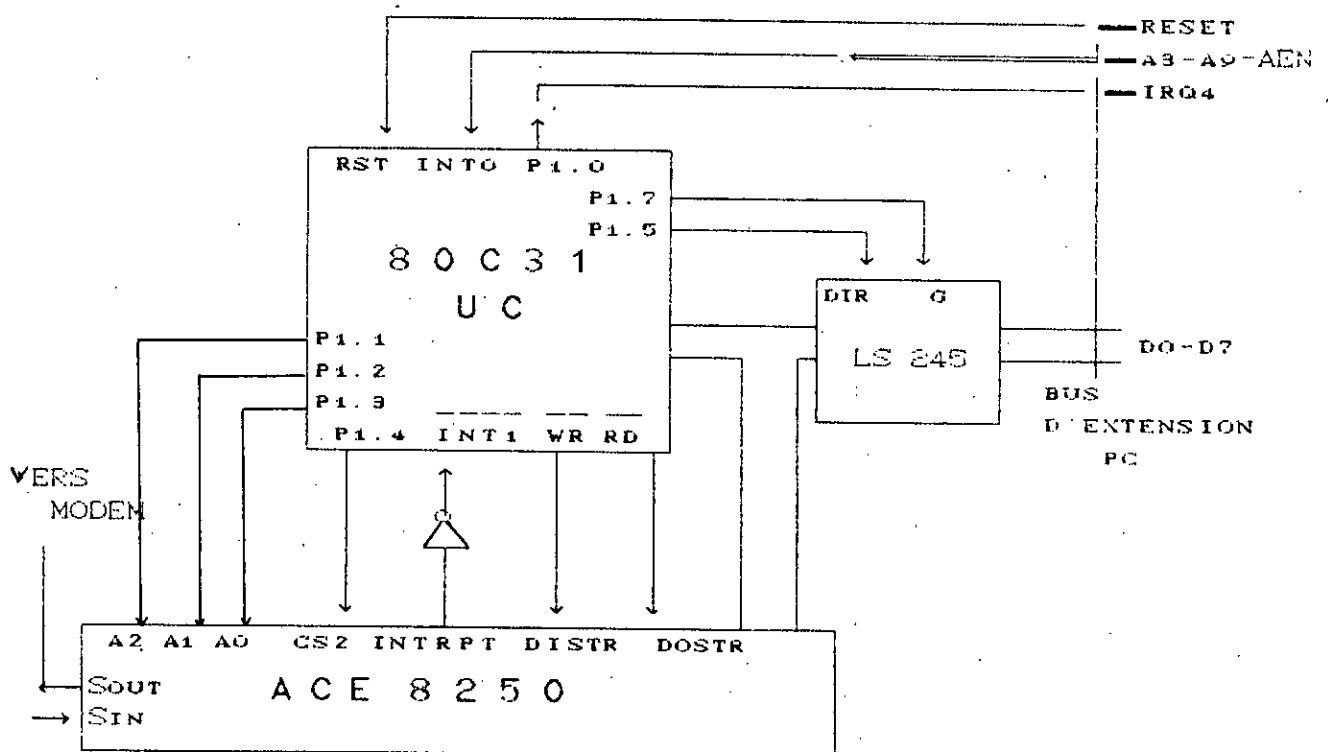 RESET
A3-A9-AEN
IRQ4
RST INT0 P1.0
P1.7
P1.5
80C31
UC
DIR G
LS 245
D0-D7
P1.1
P1.2
P1.3
P1.4 INT1 WR RD
BUS
D'EXTENSION
PC
VERS
MODEM
A2 A1 A0 CS2 INTRPT DISTR DOSTR
SOUT
ACE 8250
SIN